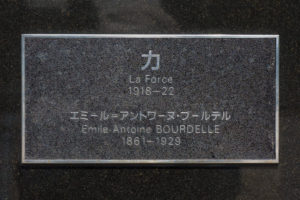 力
La Force
1918-22
エミール=アントワーヌ・ブールデル
Emile Antoine BOURDELLE
1861-1929